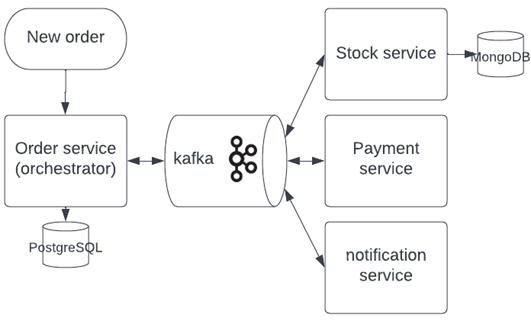 New order
Order service
(orchestrator)
PostgreSQL
kafka
Stock service
MongoDB
Payment
service
notification
service